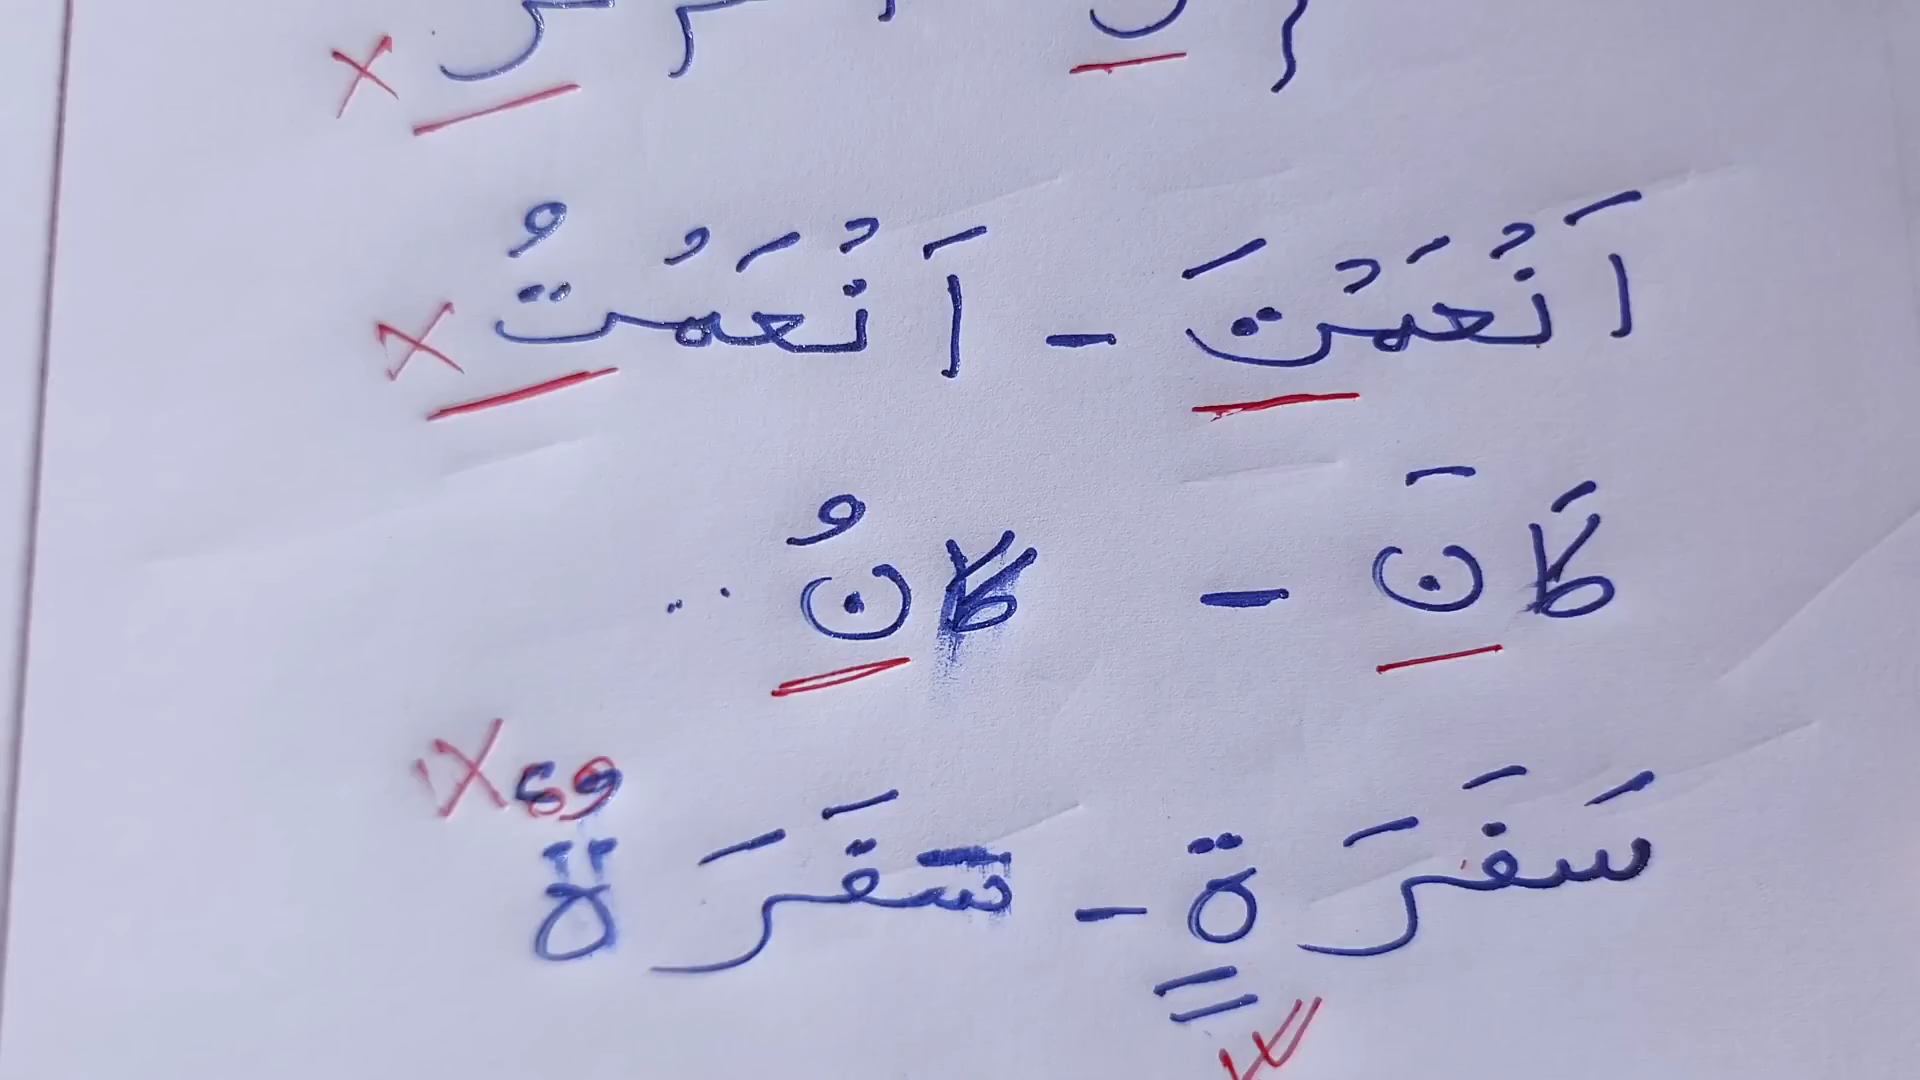 اَنْعَمْتَ - اَنْعَمْتُ
كَانَ - كَانُ ..
سَفَرَةٍ - سَفَرَة